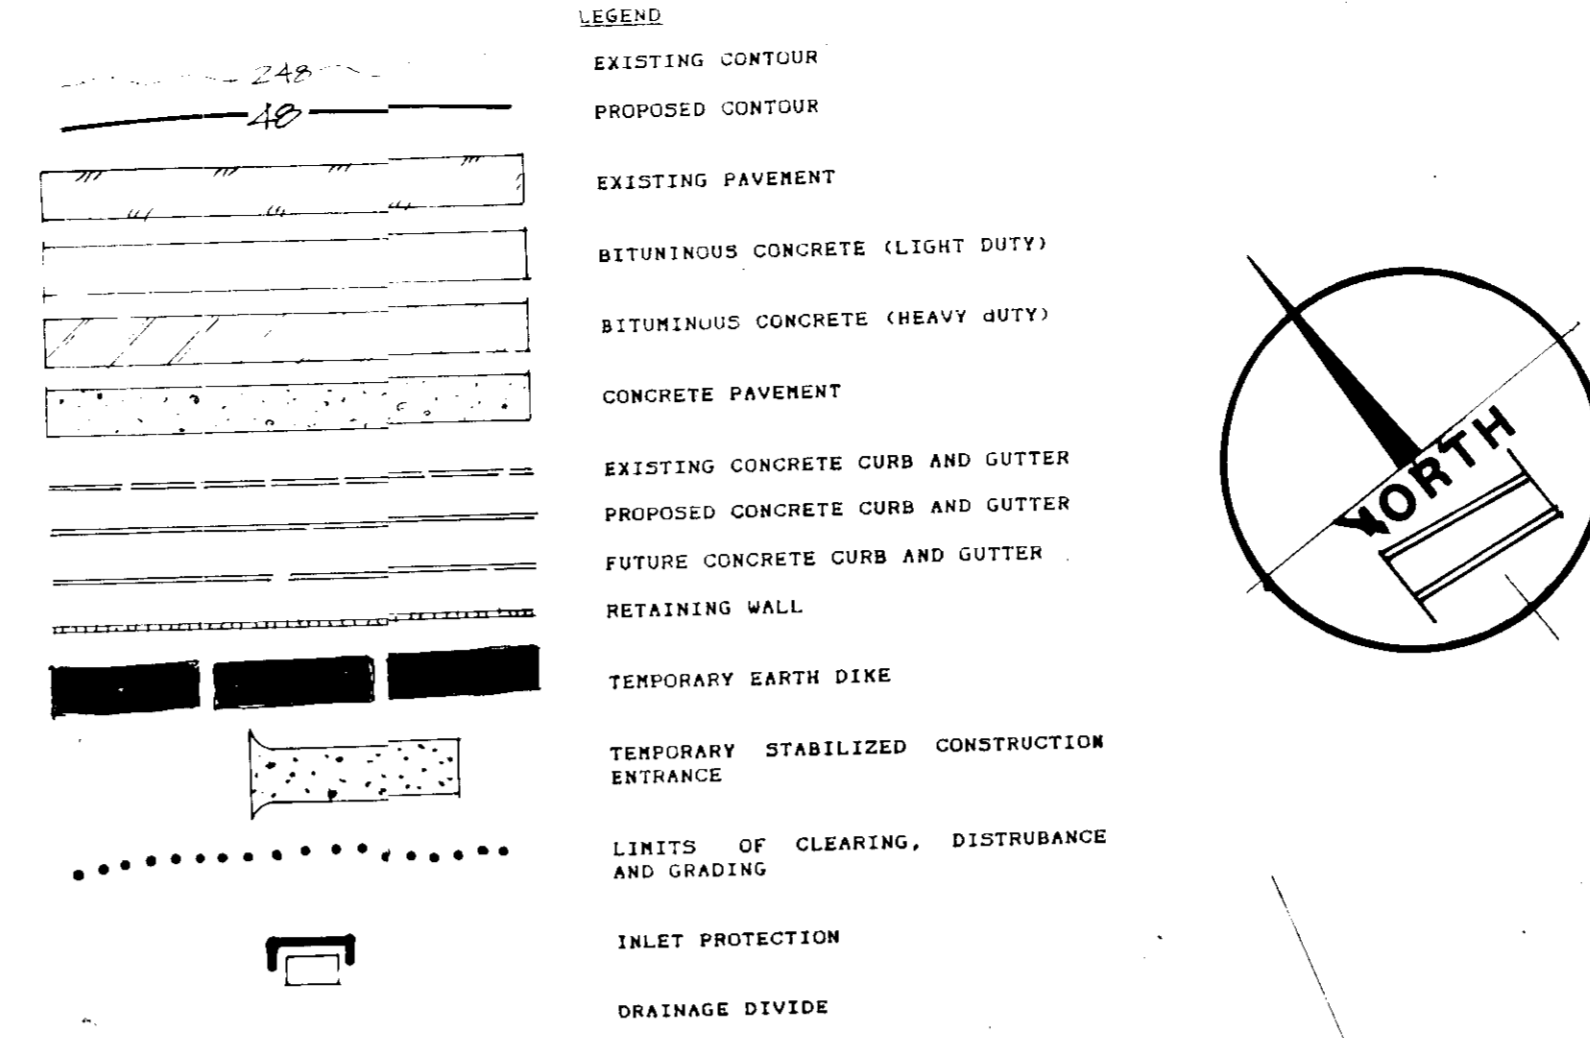 LEGEND
248
EXISTING CONTOUR
48
PROPOSED CONTOUR
EXISTING PAVEMENT
BITUNINOUS CONCRETE (LIGHT DUTY)
BITUMINOUS CONCRETE (HEAVY dUTY)
CONCRETE PAVEMENT
EXISTING CONCRETE CURB AND GUTTER
PROPOSED CONCRETE CURB AND GUTTER
FUTURE CONCRETE CURB AND GUTTER
RETAINING WALL
TEMPORARY EARTH DIKE
TEMPORARY STABILIZED CONSTRUCTION
ENTRANCE
LIMITS OF CLEARING, DISTRUBANCE
AND GRADING
INLET PROTECTION
DRAINAGE DIVIDE
NORTH